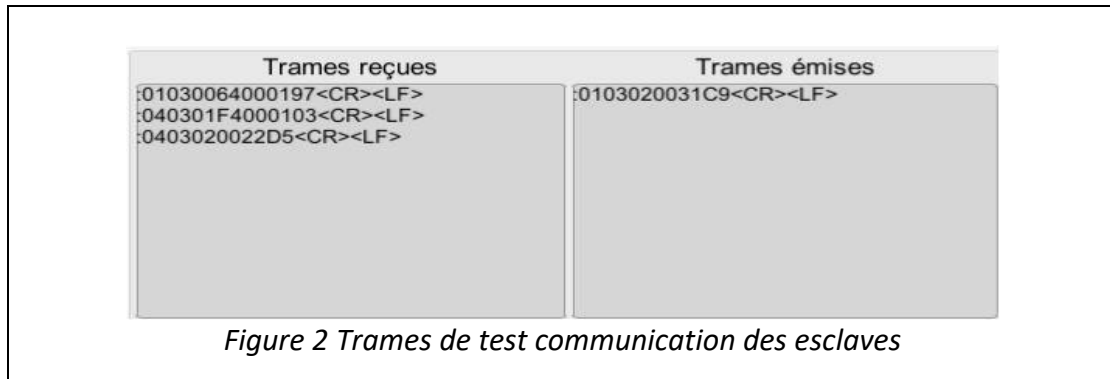 Trames reçues
Trames émises
:01030064000197<CR><LF>
:0103020031C9<CR><LF>
:040301F4000103<CR><LF>
:0403020022D5<CR><LF>
Figure 2 Trames de test communication des esclaves